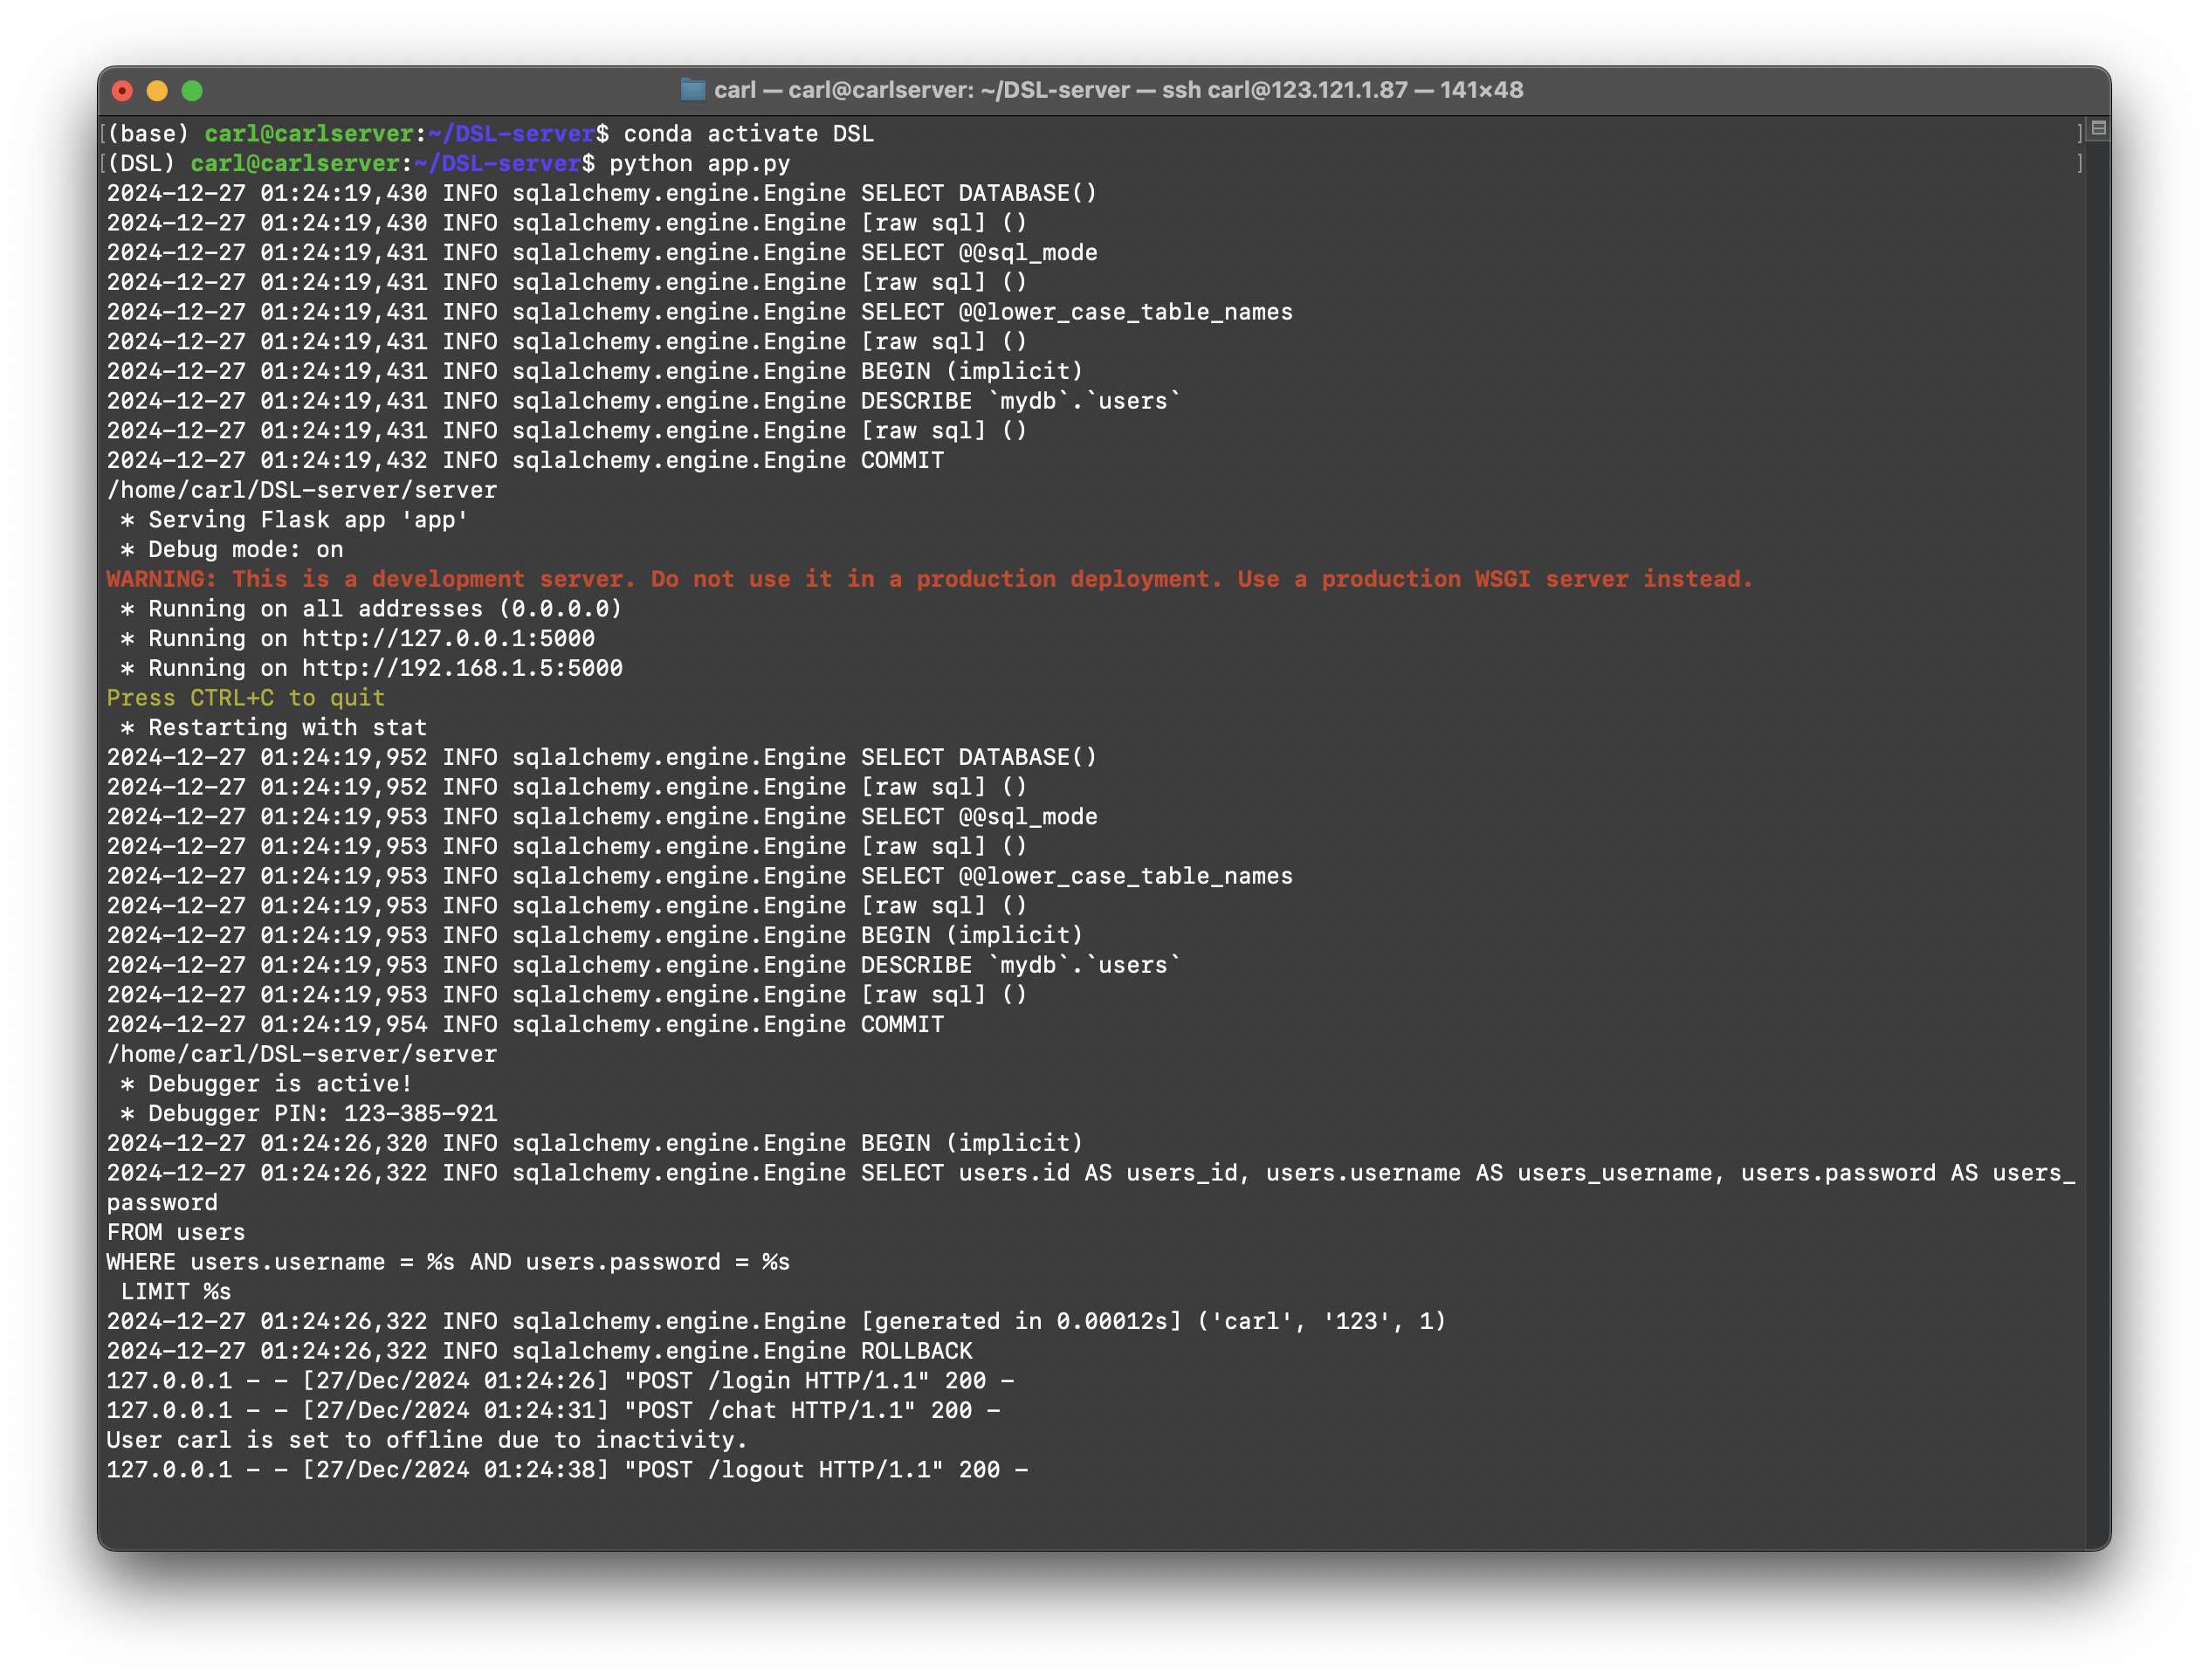 carl — carl@carlserver: ~/DSL-server — ssh carl@123.121.1.87 — 141×48
[(base) carl@carlserver:~/DSL-server$ conda activate DSL ]
[(DSL) carl@carlserver:~/DSL-server$ python app.py ]
2024-12-27 01:24:19,430 INFO sqlalchemy.engine.Engine SELECT DATABASE()
2024-12-27 01:24:19,430 INFO sqlalchemy.engine.Engine [raw sql] ()
2024-12-27 01:24:19,431 INFO sqlalchemy.engine.Engine SELECT @@sql_mode
2024-12-27 01:24:19,431 INFO sqlalchemy.engine.Engine [raw sql] ()
2024-12-27 01:24:19,431 INFO sqlalchemy.engine.Engine SELECT @@lower_case_table_names
2024-12-27 01:24:19,431 INFO sqlalchemy.engine.Engine [raw sql] ()
2024-12-27 01:24:19,431 INFO sqlalchemy.engine.Engine BEGIN (implicit)
2024-12-27 01:24:19,431 INFO sqlalchemy.engine.Engine DESCRIBE `mydb`.`users`
2024-12-27 01:24:19,431 INFO sqlalchemy.engine.Engine [raw sql] ()
2024-12-27 01:24:19,432 INFO sqlalchemy.engine.Engine COMMIT
/home/carl/DSL-server/server
 * Serving Flask app 'app'
 * Debug mode: on
WARNING: This is a development server. Do not use it in a production deployment. Use a production WSGI server instead.
 * Running on all addresses (0.0.0.0)
 * Running on http://127.0.0.1:5000
 * Running on http://192.168.1.5:5000
Press CTRL+C to quit
 * Restarting with stat
2024-12-27 01:24:19,952 INFO sqlalchemy.engine.Engine SELECT DATABASE()
2024-12-27 01:24:19,952 INFO sqlalchemy.engine.Engine [raw sql] ()
2024-12-27 01:24:19,953 INFO sqlalchemy.engine.Engine SELECT @@sql_mode
2024-12-27 01:24:19,953 INFO sqlalchemy.engine.Engine [raw sql] ()
2024-12-27 01:24:19,953 INFO sqlalchemy.engine.Engine SELECT @@lower_case_table_names
2024-12-27 01:24:19,953 INFO sqlalchemy.engine.Engine [raw sql] ()
2024-12-27 01:24:19,953 INFO sqlalchemy.engine.Engine BEGIN (implicit)
2024-12-27 01:24:19,953 INFO sqlalchemy.engine.Engine DESCRIBE `mydb`.`users`
2024-12-27 01:24:19,953 INFO sqlalchemy.engine.Engine [raw sql] ()
2024-12-27 01:24:19,954 INFO sqlalchemy.engine.Engine COMMIT
/home/carl/DSL-server/server
 * Debugger is active!
 * Debugger PIN: 123-385-921
2024-12-27 01:24:26,320 INFO sqlalchemy.engine.Engine BEGIN (implicit)
2024-12-27 01:24:26,322 INFO sqlalchemy.engine.Engine SELECT users.id AS users_id, users.username AS users_username, users.password AS users_
password
FROM users
WHERE users.username = %s AND users.password = %s
 LIMIT %s
2024-12-27 01:24:26,322 INFO sqlalchemy.engine.Engine [generated in 0.00012s] ('carl', '123', 1)
2024-12-27 01:24:26,322 INFO sqlalchemy.engine.Engine ROLLBACK
127.0.0.1 - - [27/Dec/2024 01:24:26] "POST /login HTTP/1.1" 200 -
127.0.0.1 - - [27/Dec/2024 01:24:31] "POST /chat HTTP/1.1" 200 -
User carl is set to offline due to inactivity.
127.0.0.1 - - [27/Dec/2024 01:24:38] "POST /logout HTTP/1.1" 200 -